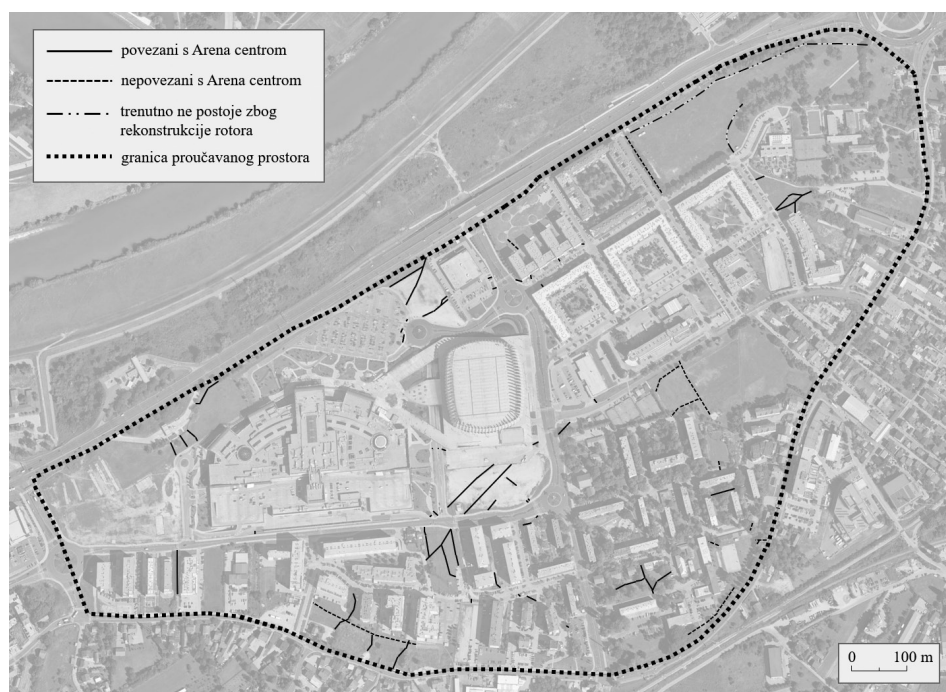 povezani s Arena centrom
nepovezani s Arena centrom
trenutno ne postoje zbog
rekonstrukcije rotora
granica proučavanog prostora
0 100 m